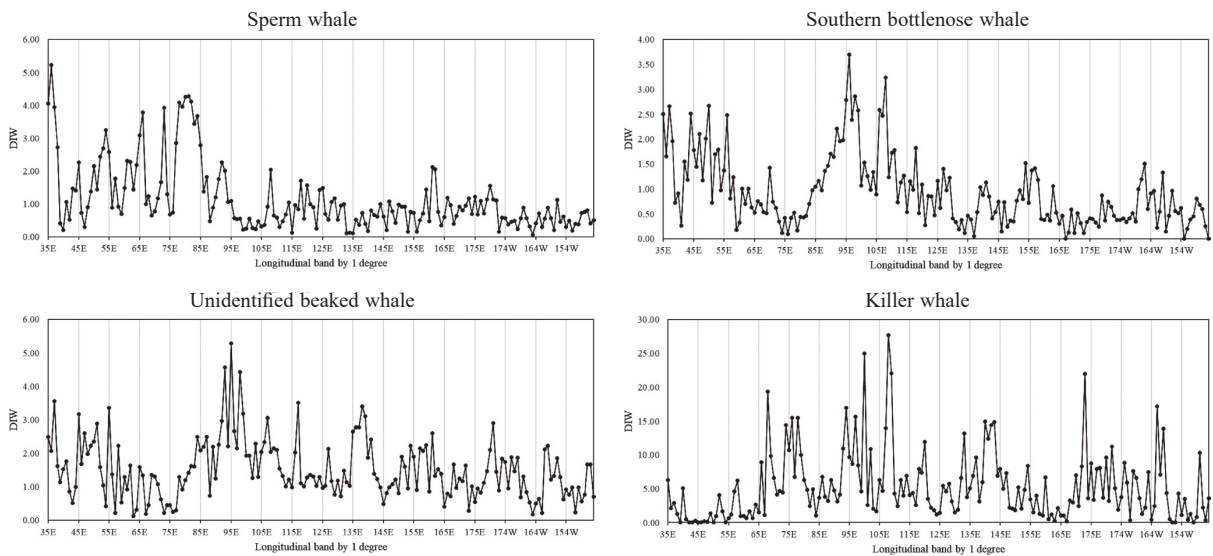 Sperm whale
6.00
5.00
4.00
3.00
2.00
1.00
0.00
DIW
35E 45E 55E 65E 75E 85E 95E 105E 115E 125E 135E 145E 155E 165E 175E 174W 164W 154W
Longitudinal band by 1 degree
Southern bottlenose whale
4.00
3.50
3.00
2.50
2.00
1.50
1.00
0.50
0.00
DIW
35E 45E 55E 65E 75E 85E 95E 105E 115E 125E 135E 145E 155E 165E 175E 174W 164W 154W
Longitudinal band by 1 degree
Unidentified beaked whale
6.00
5.00
4.00
3.00
2.00
1.00
0.00
DIW
35E 45E 55E 65E 75E 85E 95E 105E 115E 125E 135E 145E 155E 165E 175E 174W 164W 154W
Longitudinal band by 1 degree
Killer whale
30.00
25.00
20.00
15.00
10.00
5.00
0.00
DIW
35E 45E 55E 65E 75E 85E 95E 105E 115E 125E 135E 145E 155E 165E 175E 174W 164W 154W
Longitudinal band by 1 degree